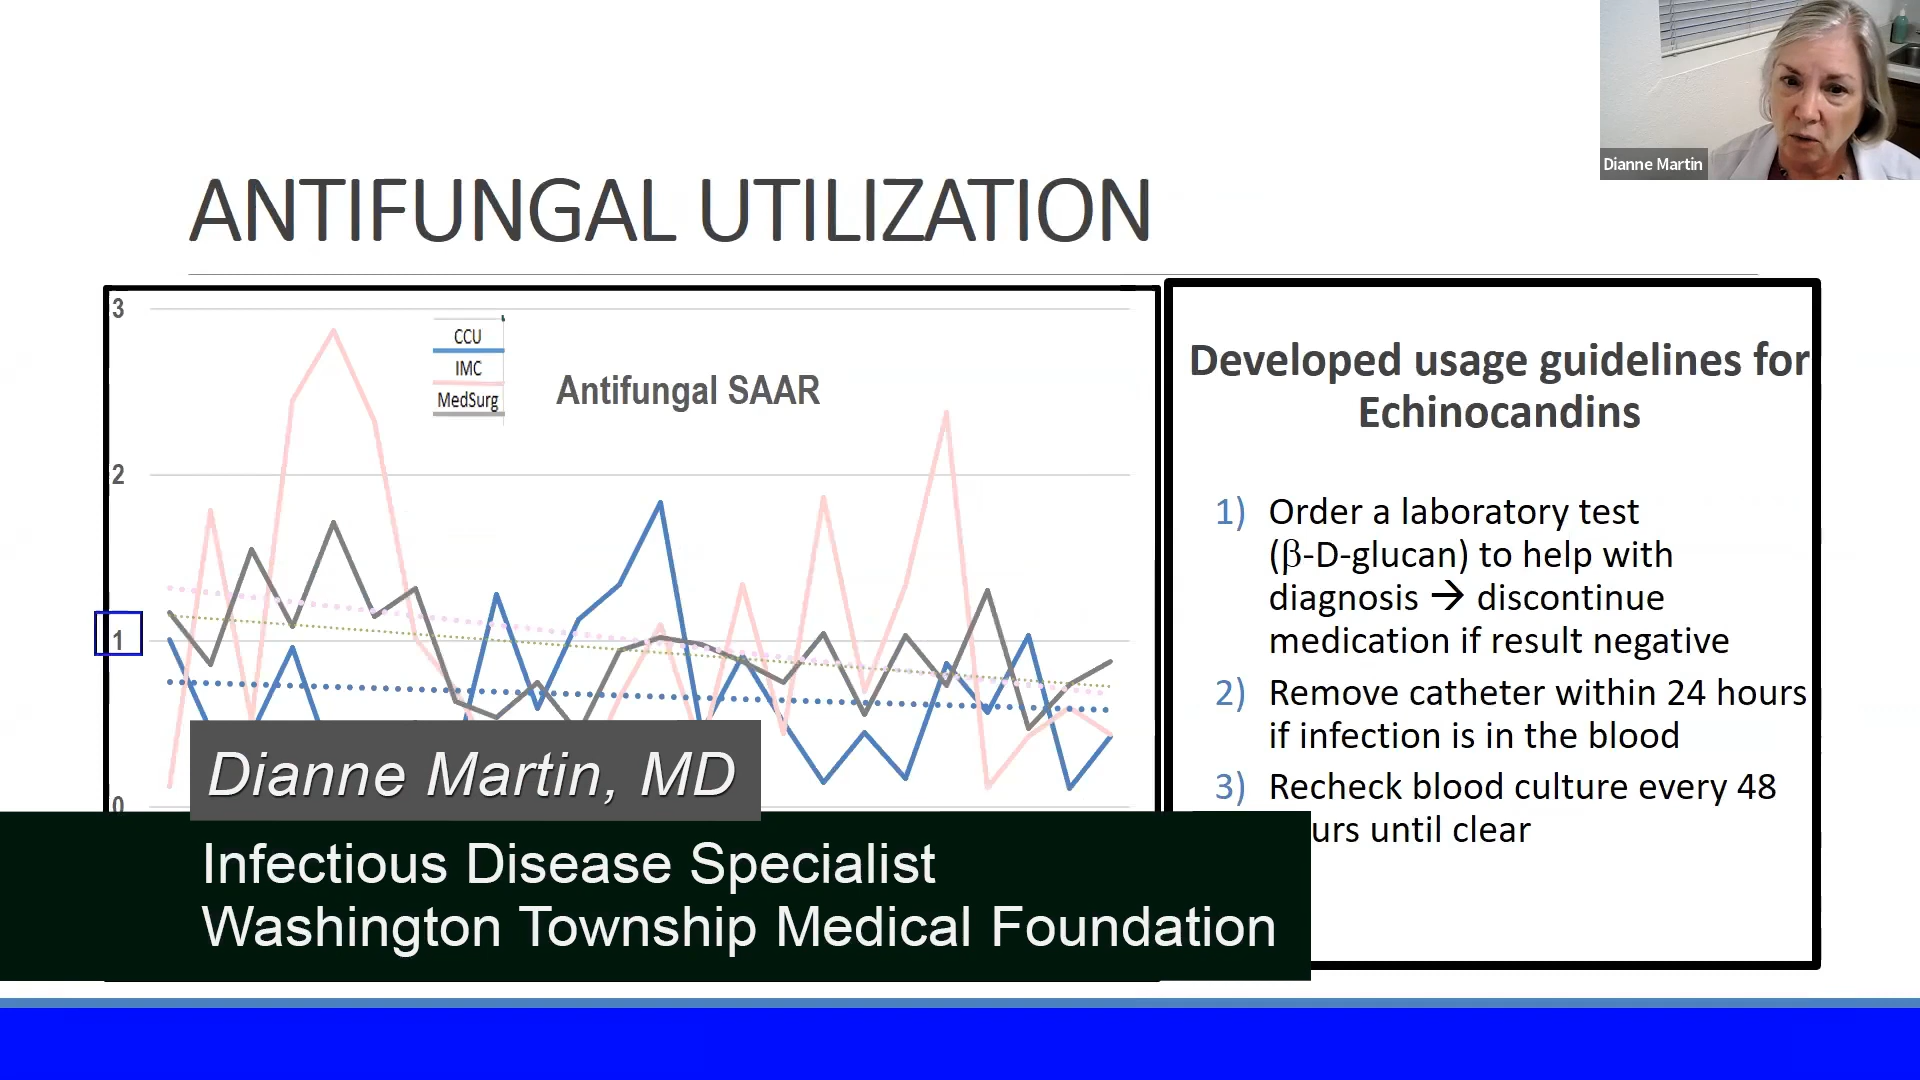 Dianne Martin
ANTIFUNGAL UTILIZATION
3
2
1
0
CCU
IMC
MedSurg
Antifungal SAAR
Developed usage guidelines for
Echinocandins
1) Order a laboratory test
(β-D-glucan) to help with
diagnosis → discontinue
medication if result negative
2) Remove catheter within 24 hours
if infection is in the blood
3) Recheck blood culture every 48
urs until clear
Dianne Martin, MD
Infectious Disease Specialist
Washington Township Medical Foundation